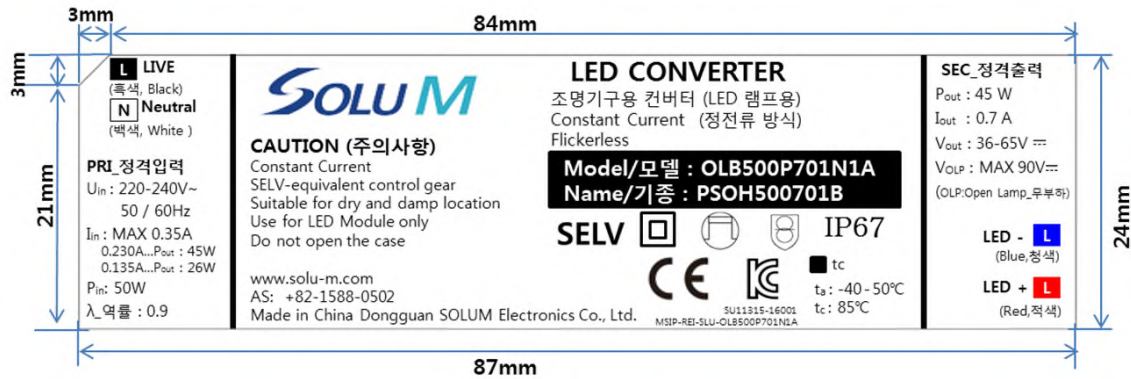 3mm
84mm
3mm
21mm
24mm
87mm
L LIVE
(흑색, Black)
N Neutral
(백색, White )
PRI_정격입력
Uin : 220-240V~
50 / 60Hz
Iin : MAX 0.35A
0.230A...Pout : 45W
0.135A...Pout : 26W
Pin: 50W
λ_역률 : 0.9
SOLU M
CAUTION (주의사항)
Constant Current
SELV-equivalent control gear
Suitable for dry and damp location
Use for LED Module only
Do not open the case
www.solu-m.com
AS: +82-1588-0502
Made in China Dongguan SOLUM Electronics Co., Ltd.
LED CONVERTER
조명기구용 컨버터 (LED 램프용)
Constant Current (정전류 방식)
Flickerless
Model/모델 : OLB500P701N1A
Name/기종 : PSOH500701B
SELV IP67
CE
tc
ta : -40-50℃
tc : 85℃
SU11315-16001
MSIP-REI-SLU-OLB500P701N1A
SEC_정격출력
Pout : 45 W
Iout : 0.7 A
Vout : 36-65V ⎓
VOLP : MAX 90V⎓
(OLP:Open Lamp_무부하)
LED - L
(Blue,청색)
LED + L
(Red,적색)